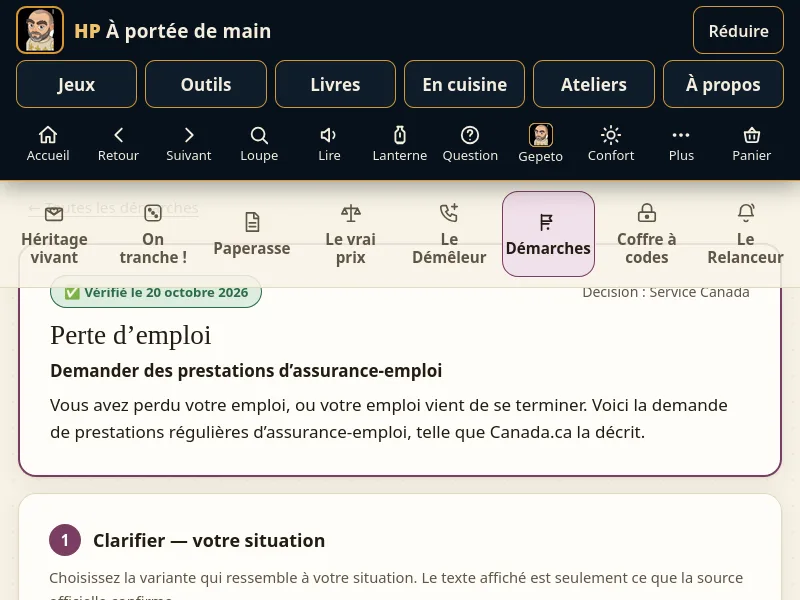 HP À portée de main
Réduire
Jeux
Outils
Livres
En cuisine
Ateliers
À propos
Accueil
Retour
Suivant
Loupe
Lire
Lanterne
Question
Gepeto
Confort
Plus
Panier
← Toutes les démarches
Héritage vivant
On tranche !
Paperasse
Le vrai prix
Le Démêleur
Démarches
Coffre à codes
Le Relanceur
✅ Vérifié le 20 octobre 2026
Décision : Service Canada
Perte d’emploi
Demander des prestations d’assurance-emploi
Vous avez perdu votre emploi, ou votre emploi vient de se terminer. Voici la demande
de prestations régulières d’assurance-emploi, telle que Canada.ca la décrit.
1 Clarifier — votre situation
Choisissez la variante qui ressemble à votre situation. Le texte affiché est seulement ce que la source
officielle confirme.